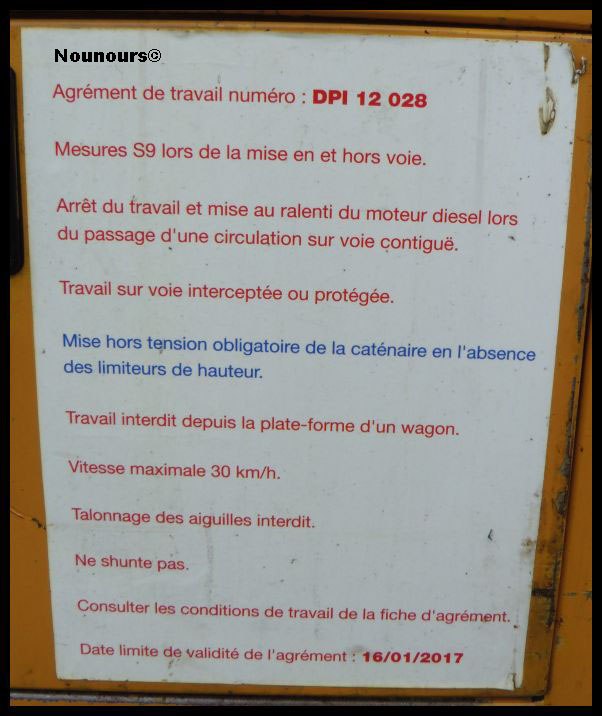 Nounours©
Agrément de travail numéro : DPI 12 028
Mesures S9 lors de la mise en et hors voie.
Arrêt du travail et mise au ralenti du moteur diesel lors
du passage d'une circulation sur voie contiguë.
Travail sur voie interceptée ou protégée.
Mise hors tension obligatoire de la caténaire en l'absence
des limiteurs de hauteur.
Travail interdit depuis la plate-forme d'un wagon.
Vitesse maximale 30 km/h.
Talonnage des aiguilles interdit.
Ne shunte pas.
Consulter les conditions de travail de la fiche d'agrément.
Date limite de validité de l'agrément : 16/01/2017